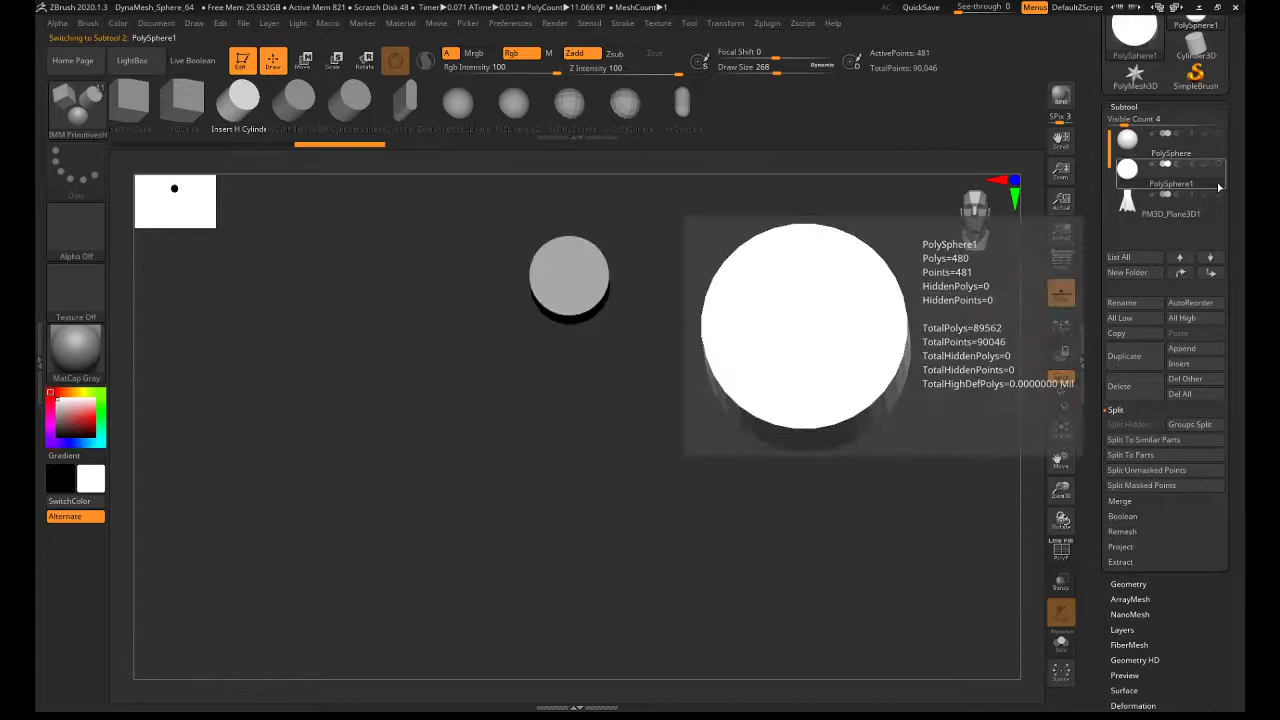 ZBrush 2020.1.3 DynaMesh_Sphere_64 • Free Mem 25.932GB • Active Mem 821 • Scratch Disk 48 • Timer▶0.071 ATime▶0.012 • PolyCount▶11.066 KP • MeshCount▶1 AC QuickSave See-through 0 Menus DefaultZScript
Alpha Brush Color Document Draw Edit File Layer Light Macro Marker Material Movie Picker Preferences Render Stencil Stroke Texture Tool Transform Zplugin Zscript Help
Switching to Subtool 2: PolySphere1
Home Page LightBox Live Boolean Edit Draw Move Scale Rotate
A Mrgb Rgb M Zadd Zsub Zcut
Rgb Intensity 100 Z Intensity 100
Focal Shift 0
Draw Size 268 Dynamic
S D
ActivePoints: 481
TotalPoints: 90,046
11
IMM PrimitivesH
Insert H Cylinde
Dots
Alpha Off
Texture Off
MatCap Gray
Gradient
SwitchColor
Alternate
PolySphere1
Polys=480
Points=481
HiddenPolys=0
HiddenPoints=0
TotalPolys=89562
TotalPoints=90046
TotalHiddenPolys=0
TotalHiddenPoints=0
TotalHighDefPolys=0.0000000 Mil
BPR
SPix 3
Scroll
Zoom
Actual
Move
Zoom3D
Rotate
Line Fill
PolyF
Transp
Dynamic
Solo
Xpose
PolySphere1
PolySphere1 Cylinder3D
PolyMesh3D SimpleBrush
Subtool
Visible Count 4
PolySphere
PolySphere1
PM3D_Plane3D1
List All
New Folder
Rename AutoReorder
All Low All High
Copy Paste
Duplicate Append
Insert
Delete Del Other
Del All
Split
Split Hidden Groups Split
Split To Similar Parts
Split To Parts
Split Unmasked Points
Split Masked Points
Merge
Boolean
Remesh
Project
Extract
Geometry
ArrayMesh
NanoMesh
Layers
FiberMesh
Geometry HD
Preview
Surface
Deformation